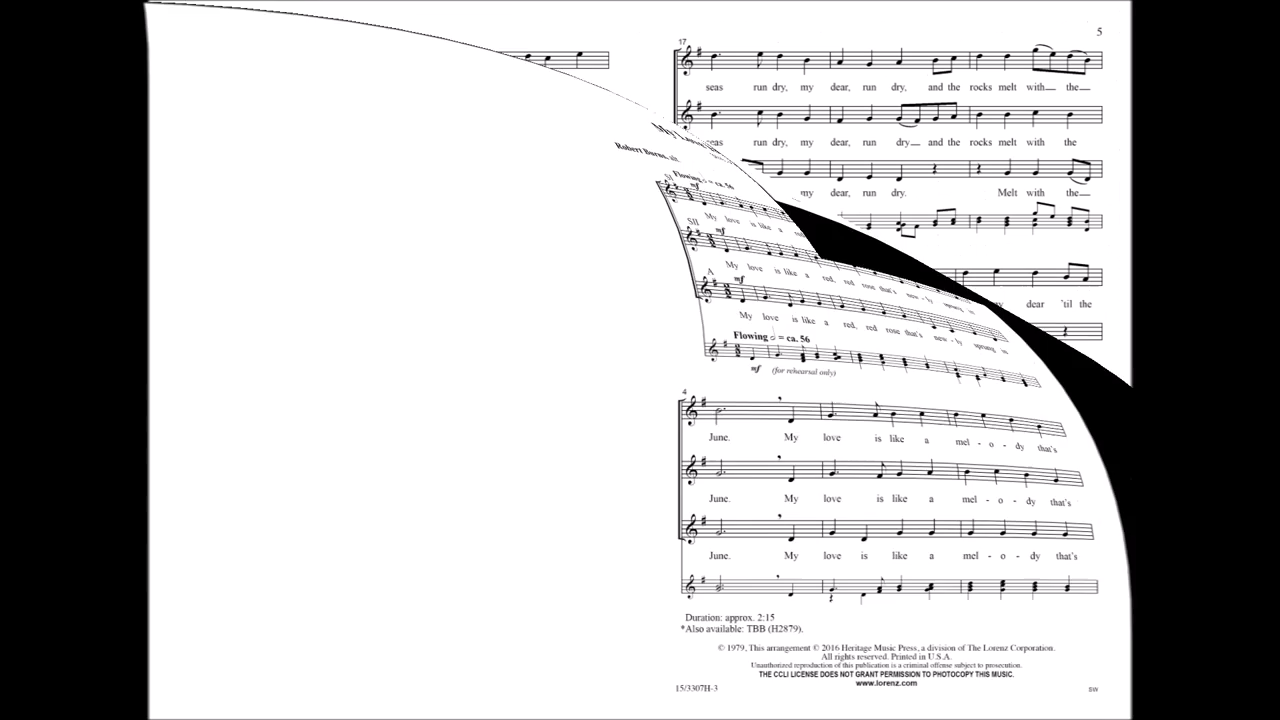 5
17
seas run dry, my dear, run dry, and the rocks melt with the
seas run dry, my dear, run dry and the rocks melt with the
my dear, run dry. Melt with the
Robert Burns, alt.
Flowing = ca. 56
mf
My love is like a
SII
mf
dear 'til the
My love is like a red, red rose that's new - ly sprung in
A
mf
My love is like a red, red rose that's new - ly sprung in
Flowing = ca. 56
mf (for rehearsal only)
4
June. My love is like a mel - o - dy that's
June. My love is like a mel - o - dy that's
June. My love is like a mel - o - dy that's
Duration: approx. 2:15
*Also available: TBB (H2879).
© 1979, This arrangement © 2016 Heritage Music Press, a division of The Lorenz Corporation.
All rights reserved. Printed in U.S.A.
Unauthorized reproduction of this publication is a criminal offense subject to prosecution.
THE CCLI LICENSE DOES NOT GRANT PERMISSION TO PHOTOCOPY THIS MUSIC.
www.lorenz.com
15/3307H-3
SW